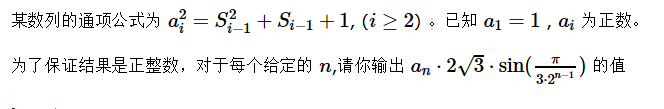 某数列的通项公式为 $a_i^2 = S_{i-1}^2 + S_{i-1} + 1, (i \geq 2)$ 。已知 $a_1 = 1$ , $a_i$ 为正数。
为了保证结果是正整数，对于每个给定的 $n$,请你输出 $a_n \cdot 2\sqrt{3} \cdot \sin(\frac{\pi}{3 \cdot 2^{n-1}})$ 的值